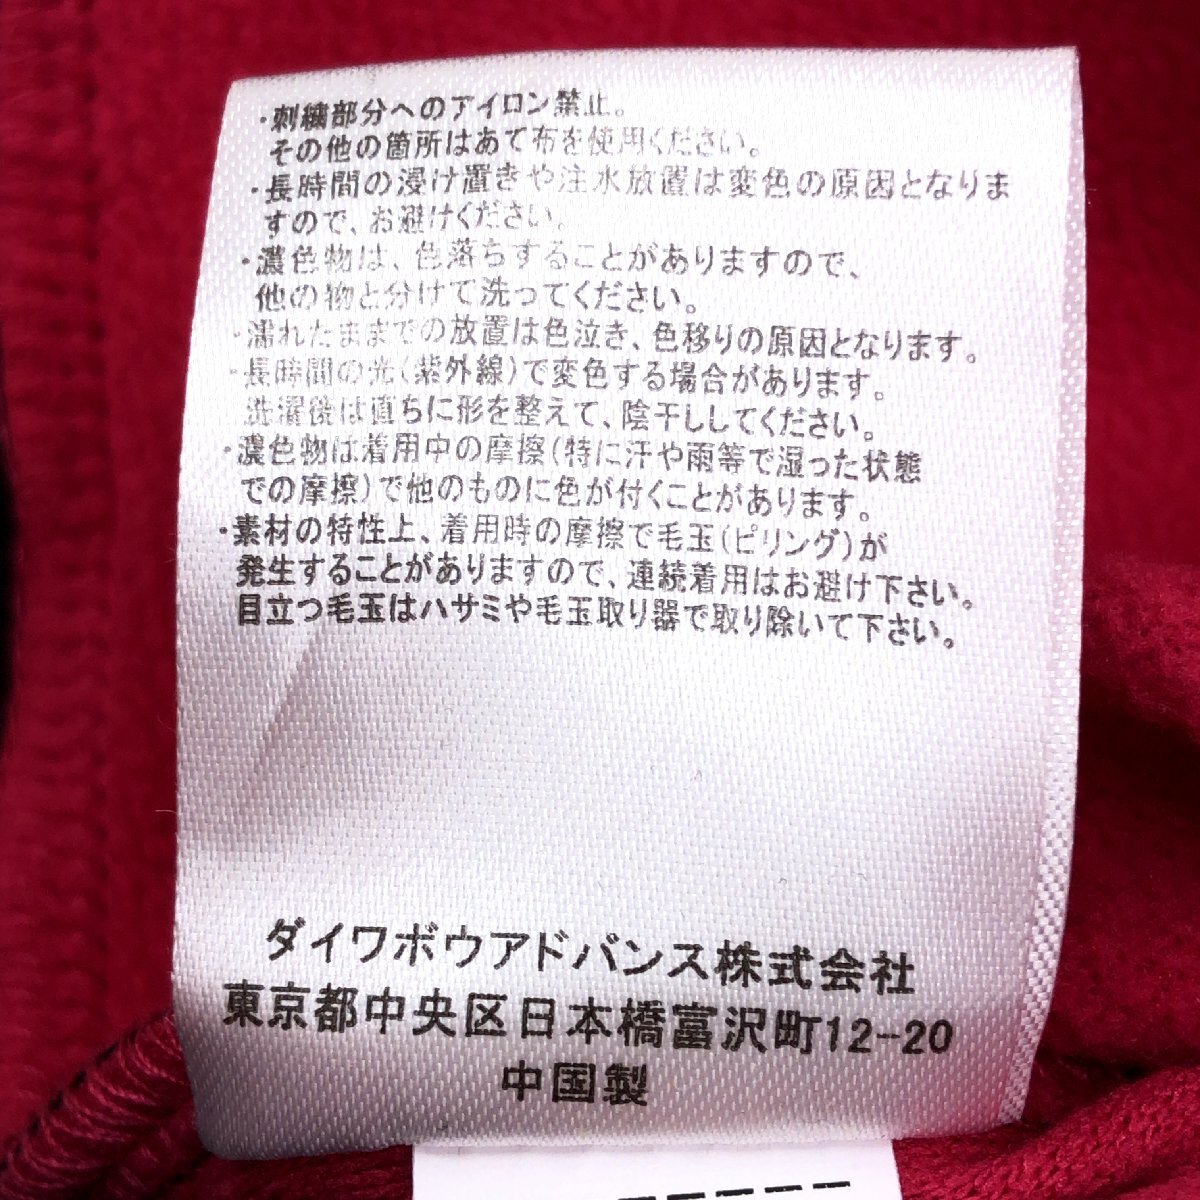 ・刺繍部分へのアイロン禁止。
その他の箇所はあて布を使用ください。
・長時間の浸け置きや注水放置は変色の原因となりま
すので、お避けください。
・濃色物は、色落ちすることがありますので、
他の物と分けて洗ってください。
・濡れたままでの放置は色泣き、色移りの原因となります。
・長時間の光(紫外線)で変色する場合があります。
洗濯後は直ちに形を整えて、陰干ししてください。
・濃色物は着用中の摩擦(特に汗や雨等で湿った状態
での摩擦)で他のものに色が付くことがあります。
・素材の特性上、着用時の摩擦で毛玉(ピリング)が
発生することがありますので、連続着用はお避け下さい。
目立つ毛玉はハサミや毛玉取り器で取り除いて下さい。
ダイワボウアドバンス株式会社
東京都中央区日本橋富沢町12-20
中国製